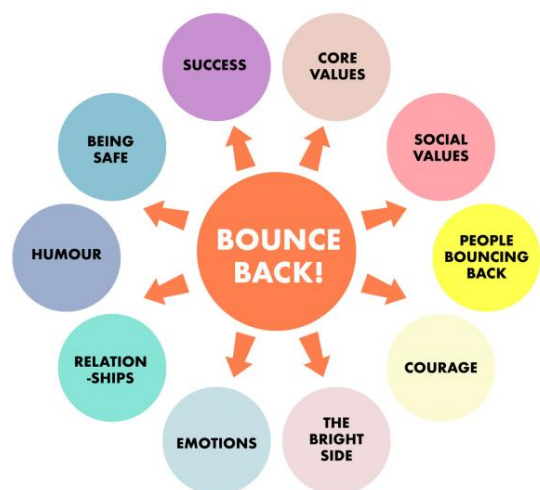 BOUNCE
BACK!
CORE
VALUES
SOCIAL
VALUES
PEOPLE
BOUNCING
BACK
COURAGE
THE
BRIGHT
SIDE
EMOTIONS
RELATION
-SHIPS
HUMOUR
BEING
SAFE
SUCCESS